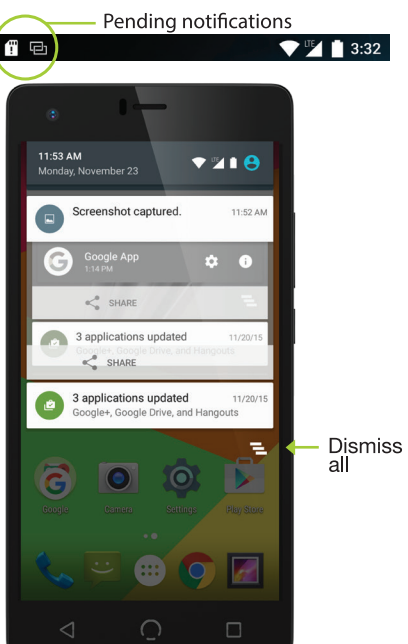 Pending notifications
LTE 3:32
11:53 AM
LTE
Monday, November 23
Screenshot captured. 11:52 AM
Google App
1:14 PM
SHARE
3 applications updated 11/20/15
Google+, Google Drive, and Hangouts
SHARE
3 applications updated 11/20/15
Google+, Google Drive, and Hangouts
Dismiss
all
Google Camera Settings Play Store